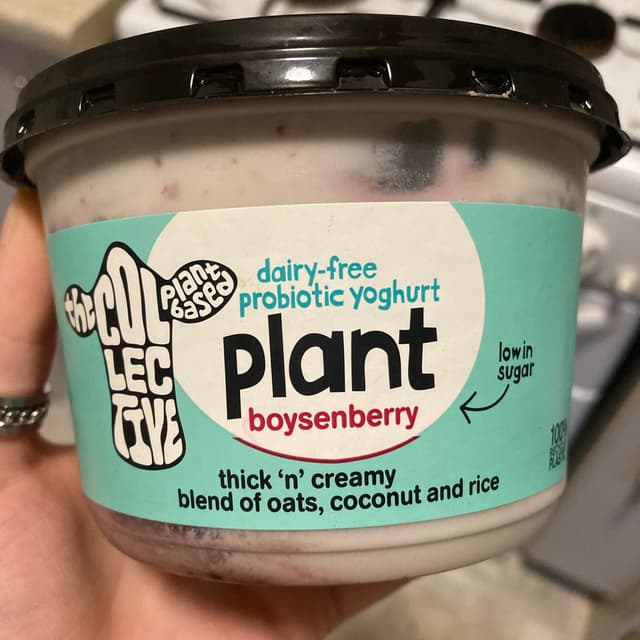 the
COL
LEC
TIVE
plant
based
dairy-free
probiotic yoghurt
plant
boysenberry
low in
sugar
thick 'n' creamy
blend of oats, coconut and rice
100%